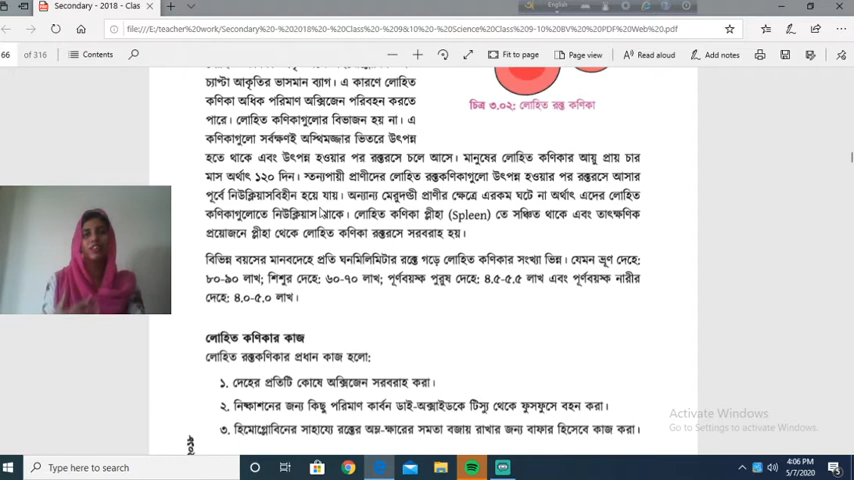 Secondary - 2018 - Clas
English
file:///E:/teacher%20work/Secondary%20-%202018%20-%20Class%20-%209&10%20-%20Science%20Class%209-10%20BV%20%20PDF%20Web%20.pdf
66 of 316
Contents
Fit to page
Page view
Read aloud
Add notes
চ্যাপ্টা আকৃতির ভাসমান ব্যাগ। এ কারণে লোহিত
কণিকা অধিক পরিমাণ অক্সিজেন পরিবহন করতে
পারে। লোহিত কণিকাগুলোর বিভাজন হয় না। এ
কণিকাগুলো সর্বক্ষণই অস্থিমজ্জার ভিতরে উৎপন্ন
চিত্র ৩.০২: লোহিত রক্ত কণিকা
হতে থাকে এবং উৎপন্ন হওয়ার পর রক্তরসে চলে আসে। মানুষের লোহিত কণিকার আয়ু প্রায় চার
মাস অর্থাৎ ১২০ দিন। স্তন্যপায়ী প্রাণীদের লোহিত রক্তকণিকাগুলো উৎপন্ন হওয়ার পর রক্তরসে আসার
পূর্বে নিউক্লিয়াসবিহীন হয়ে যায়। অন্যান্য মেরুদণ্ডী প্রাণীর ক্ষেত্রে এরকম ঘটে না অর্থাৎ এদের লোহিত
কণিকাগুলোতে নিউক্লিয়াস থাকে। লোহিত কণিকা প্লীহা (Spleen) তে সঞ্চিত থাকে এবং তাৎক্ষণিক
প্রয়োজনে প্লীহা থেকে লোহিত কণিকা রক্তরসে সরবরাহ হয়।
বিভিন্ন বয়সের মানবদেহে প্রতি ঘনমিলিমিটার রক্তে গড়ে লোহিত কণিকার সংখ্যা ভিন্ন। যেমন ভ্রূণ দেহে:
৮০-৯০ লাখ; শিশুর দেহে: ৬০-৭০ লাখ; পূর্ণবয়স্ক পুরুষ দেহে: ৪.৫-৫.৫ লাখ এবং পূর্ণবয়স্ক নারীর
দেহে: ৪.০-৫.০ লাখ।
লোহিত কণিকার কাজ
লোহিত রক্তকণিকার প্রধান কাজ হলো:
১. দেহের প্রতিটি কোষে অক্সিজেন সরবরাহ করা।
২. নিষ্কাশনের জন্য কিছু পরিমাণ কার্বন ডাই-অক্সাইডকে টিস্যু থেকে ফুসফুসে বহন করা।
৩. হিমোগ্লোবিনের সাহায্যে রক্তের অম্ল-ক্ষারের সমতা বজায় রাখার জন্য বাফার হিসেবে কাজ করা।
Activate Windows
Go to Settings to activate Windows.
Type here to search
4:06 PM
5/7/2020